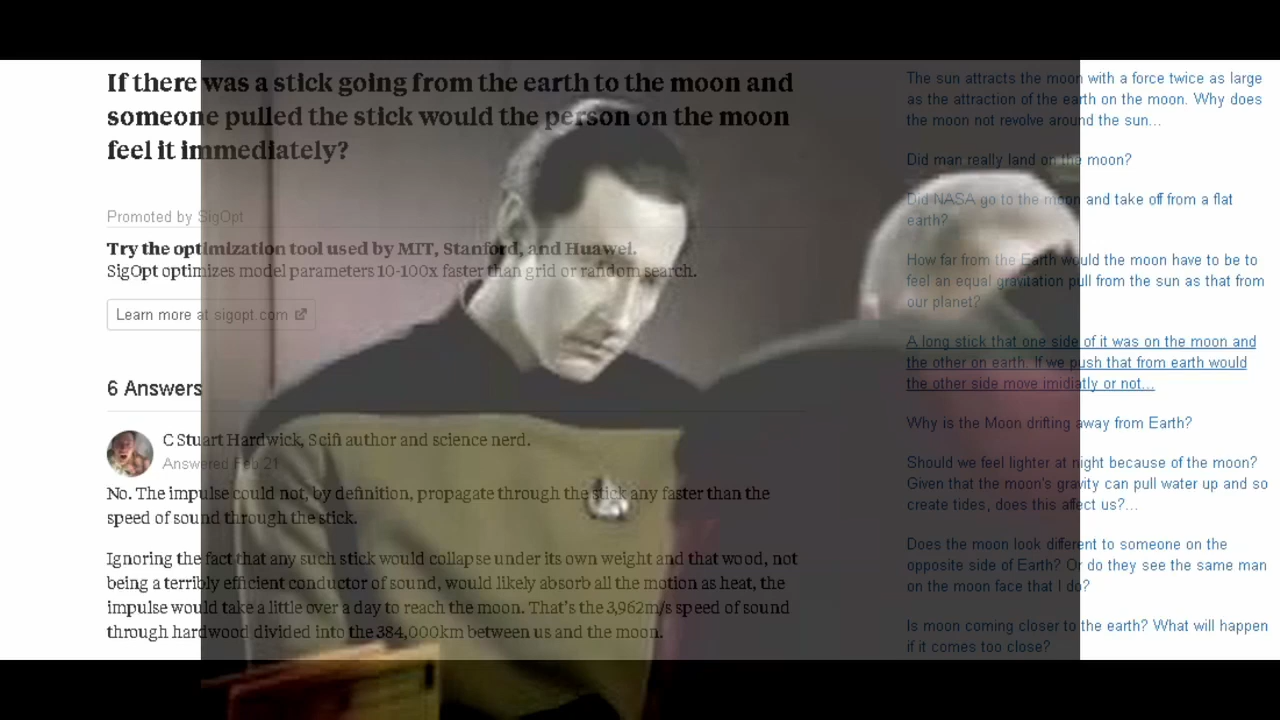 If there was a stick going from the earth to the moon and
someone pulled the stick would the person on the moon
feel it immediately?
Promoted by SigOpt
Try the optimization tool used by MIT, Stanford, and Huawei.
SigOpt optimizes model parameters 10-100x faster than grid or random search.
Learn more at sigopt.com
6 Answers
C Stuart Hardwick, Scifi author and science nerd.
Answered Feb 21
No. The impulse could not, by definition, propagate through the stick any faster than the
speed of sound through the stick.
Ignoring the fact that any such stick would collapse under its own weight and that wood, not
being a terribly efficient conductor of sound, would likely absorb all the motion as heat, the
impulse would take a little over a day to reach the moon. That's the 3,962m/s speed of sound
through hardwood divided into the 384,000km between us and the moon.
The sun attracts the moon with a force twice as large
as the attraction of the earth on the moon. Why does
the moon not revolve around the sun...
Did man really land on the moon?
Did NASA go to the moon and take off from a flat
earth?
How far from the Earth would the moon have to be to
feel an equal gravitation pull from the sun as that from
our planet?
A long stick that one side of it was on the moon and
the other on earth. If we push that from earth would
the other side move imidiatly or not...
Why is the Moon drifting away from Earth?
Should we feel lighter at night because of the moon?
Given that the moon's gravity can pull water up and so
create tides, does this affect us?...
Does the moon look different to someone on the
opposite side of Earth? Or do they see the same man
on the moon face that I do?
Is moon coming closer to the earth? What will happen
if it comes too close?